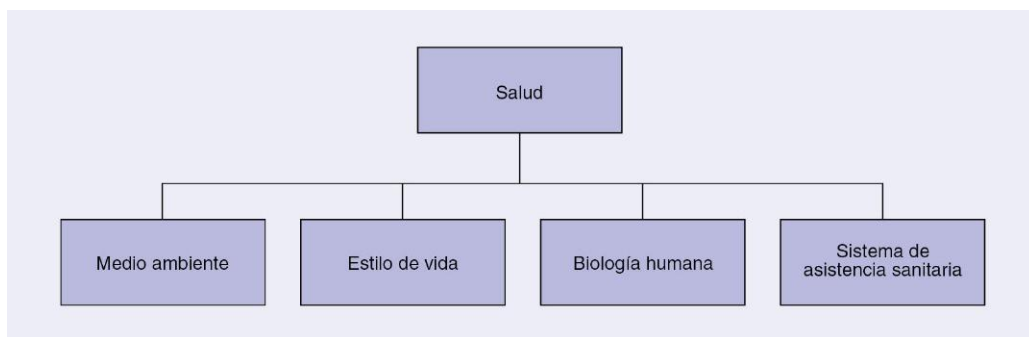 Salud
Medio ambiente
Estilo de vida
Biología humana
Sistema de
asistencia sanitaria